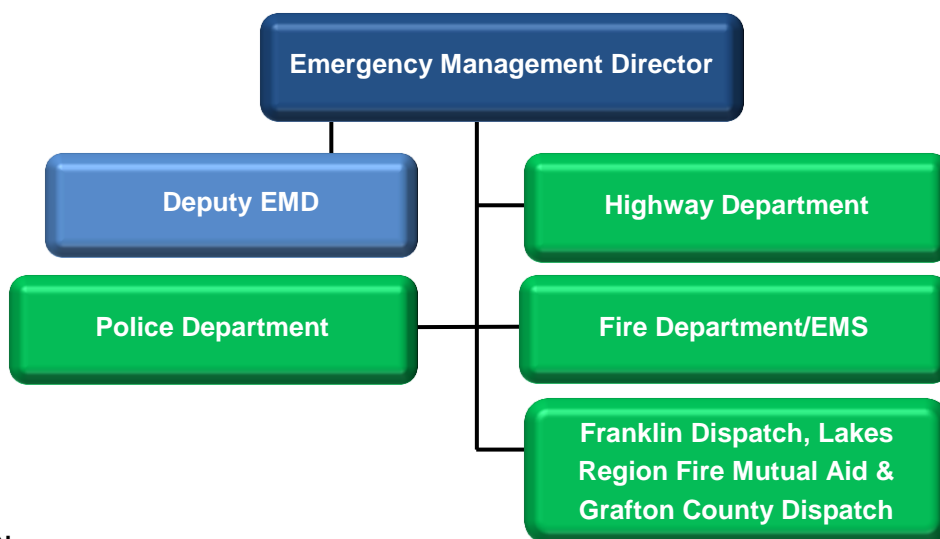 Emergency Management Director
Deputy EMD
Highway Department
Police Department
Fire Department/EMS
Franklin Dispatch, Lakes
Region Fire Mutual Aid &
Grafton County Dispatch